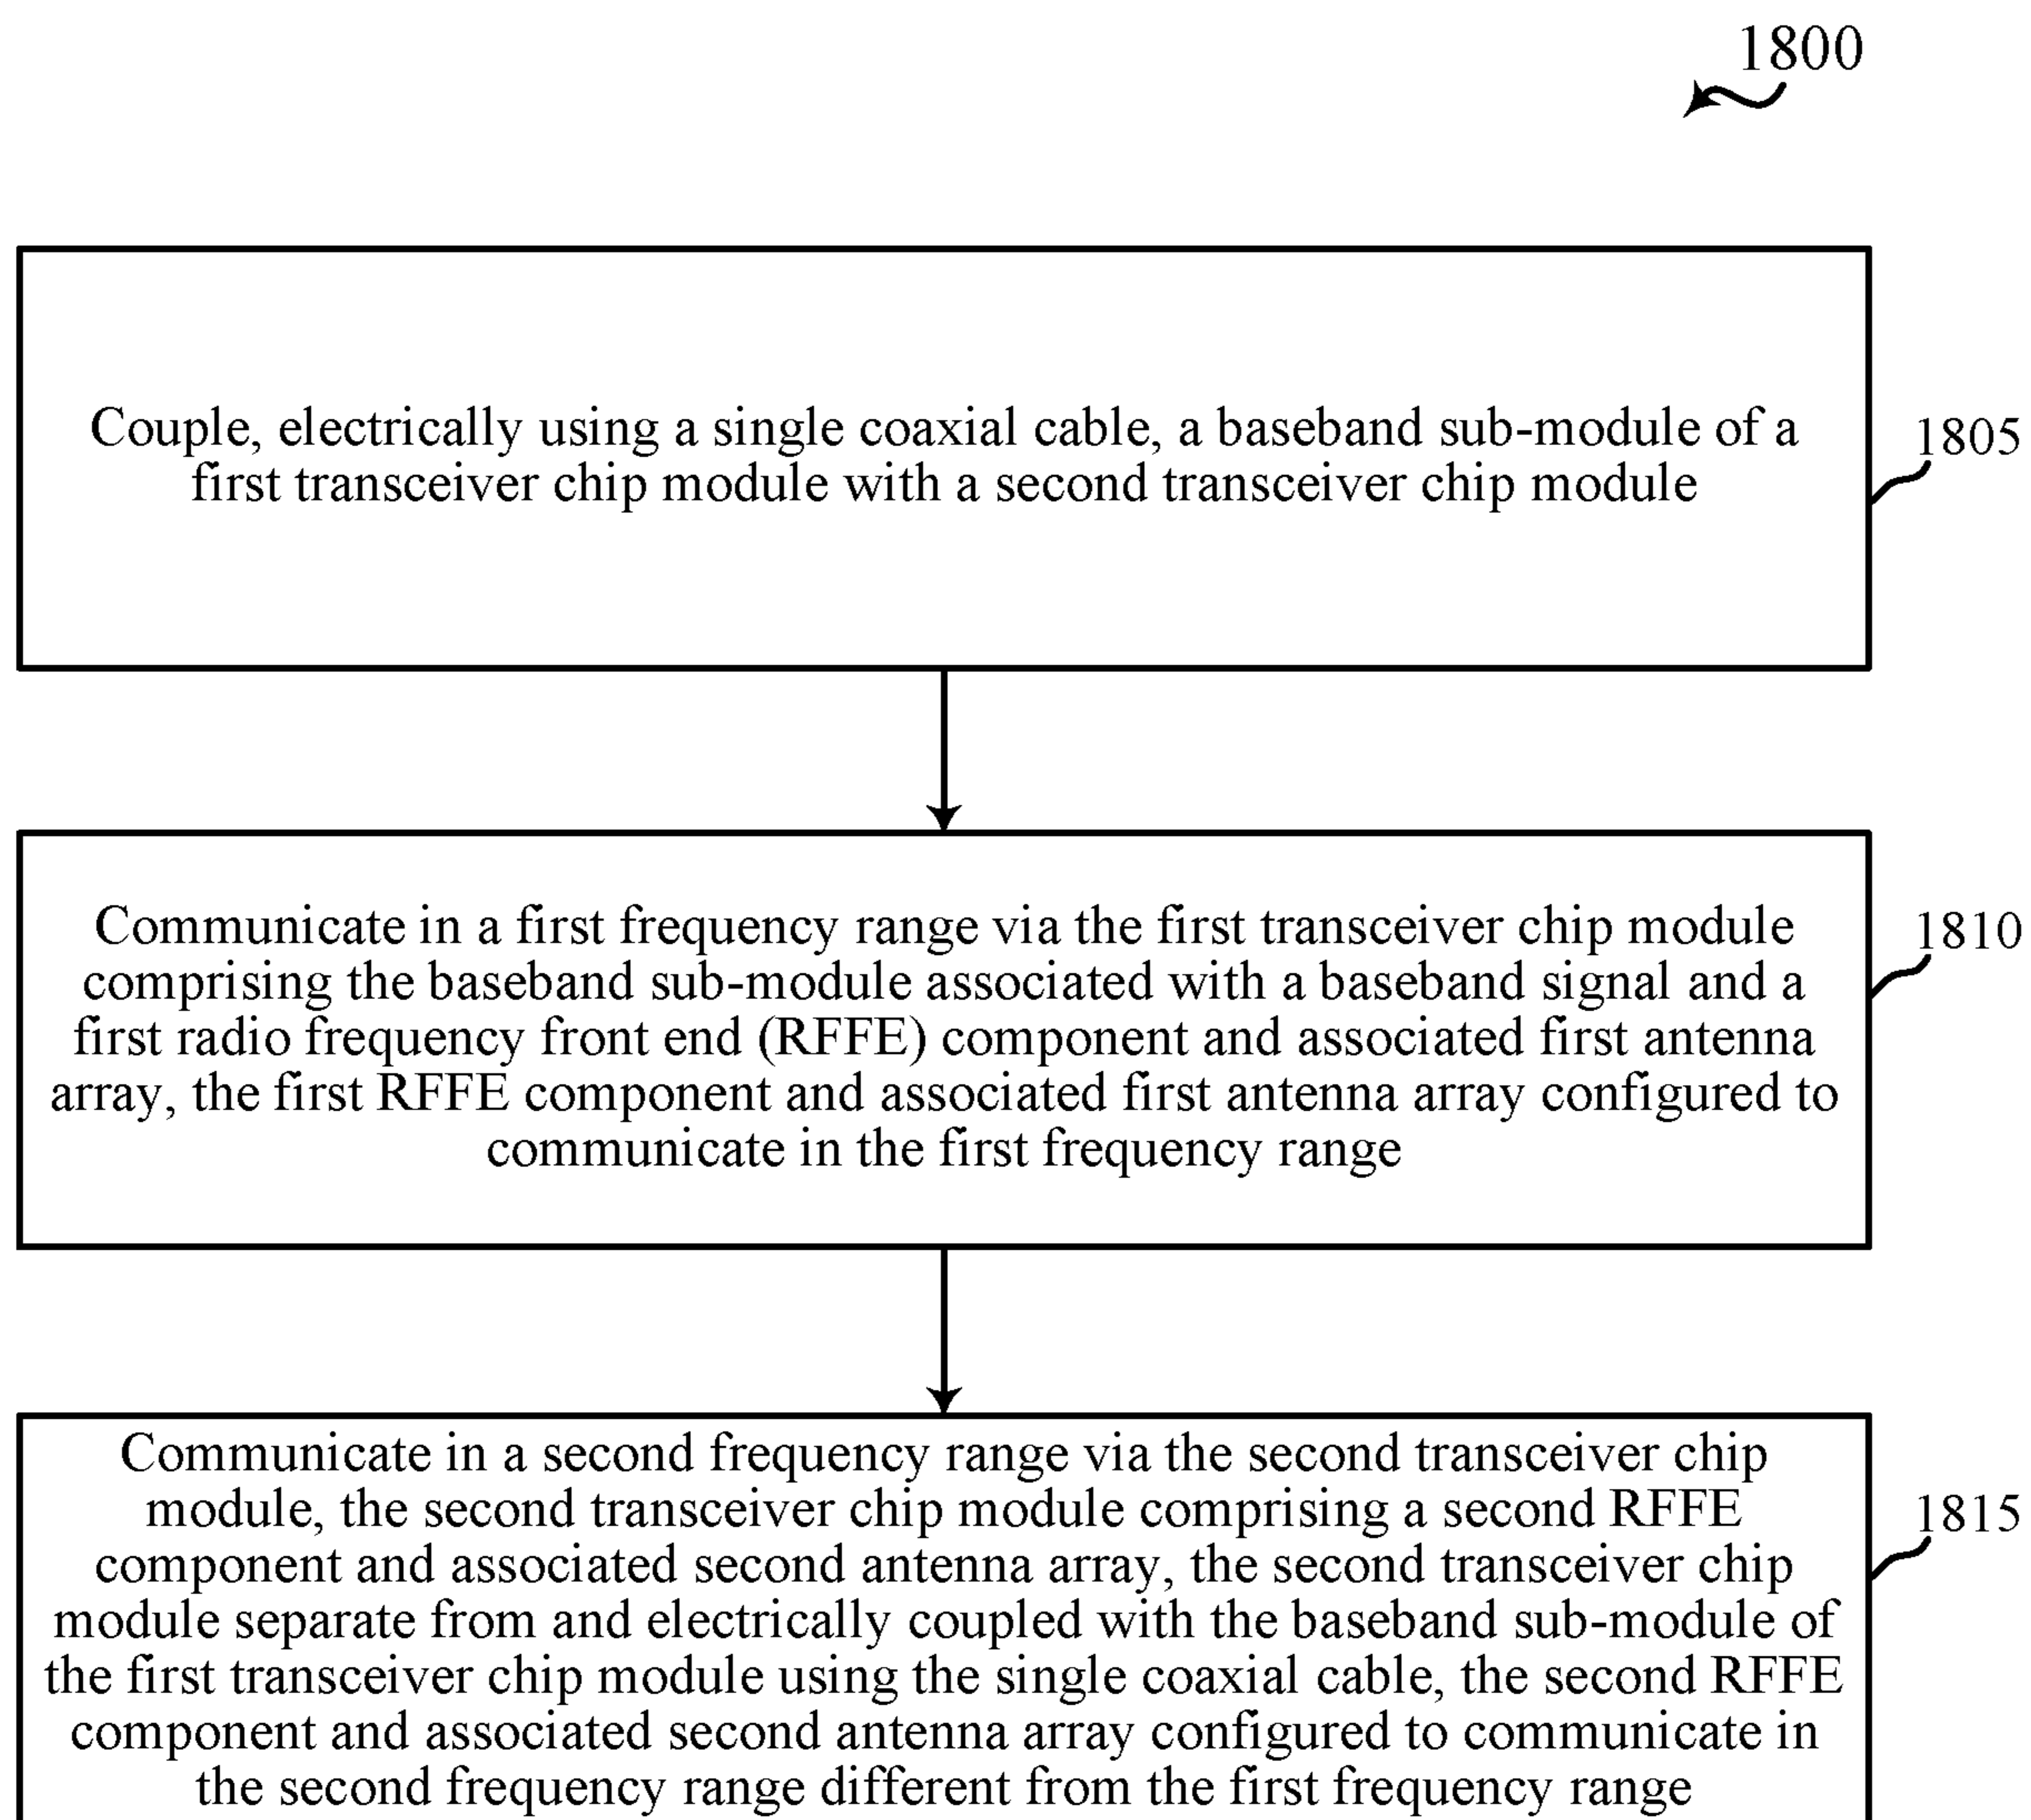 1800
Couple, electrically using a single coaxial cable, a baseband sub-module of a
first transceiver chip module with a second transceiver chip module
1805
Communicate in a first frequency range via the first transceiver chip module
comprising the baseband sub-module associated with a baseband signal and a
first radio frequency front end (RFFE) component and associated first antenna
array, the first RFFE component and associated first antenna array configured to
communicate in the first frequency range
1810
Communicate in a second frequency range via the second transceiver chip
module, the second transceiver chip module comprising a second RFFE
component and associated second antenna array, the second transceiver chip
module separate from and electrically coupled with the baseband sub-module of
the first transceiver chip module using the single coaxial cable, the second RFFE
component and associated second antenna array configured to communicate in
the second frequency range different from the first frequency range
1815